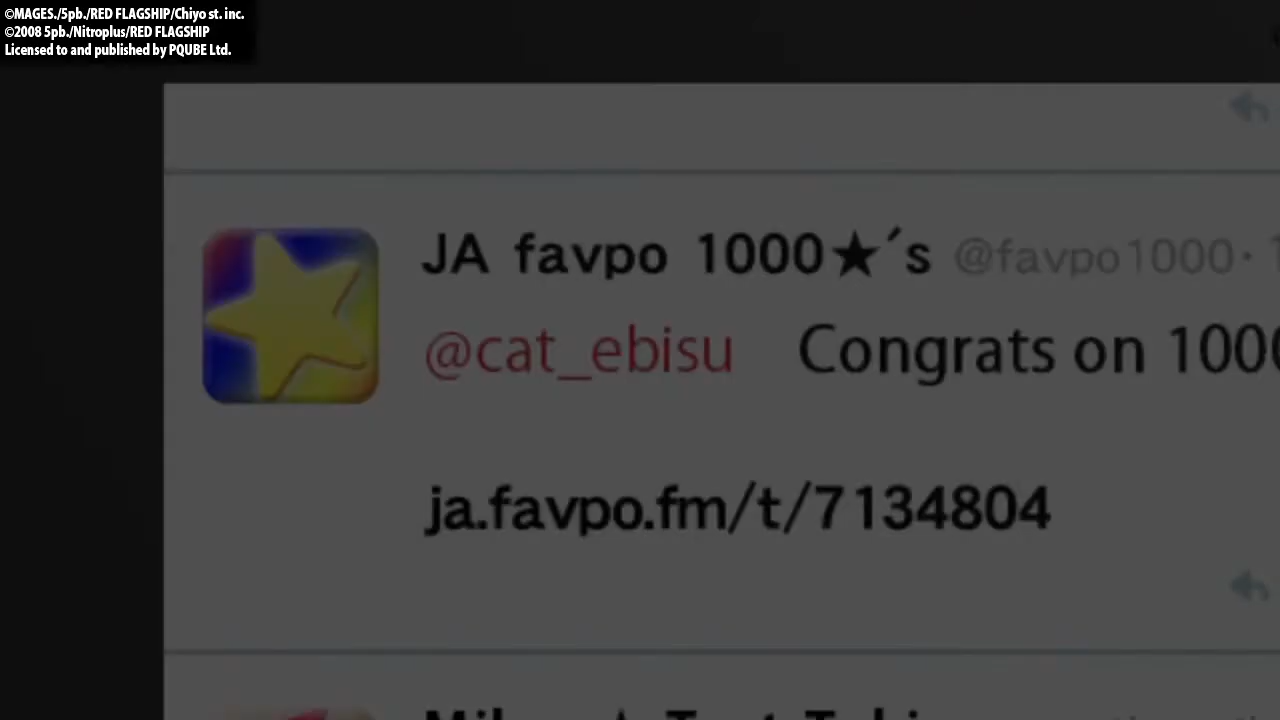 ©MAGES./5pb./RED FLAGSHIP/Chiyo st. inc.
©2008 5pb./Nitroplus/RED FLAGSHIP
Licensed to and published by PQUBE Ltd.
JA favpo 1000★´s @favpo1000·
@cat_ebisu Congrats on 100
ja.favpo.fm/t/7134804